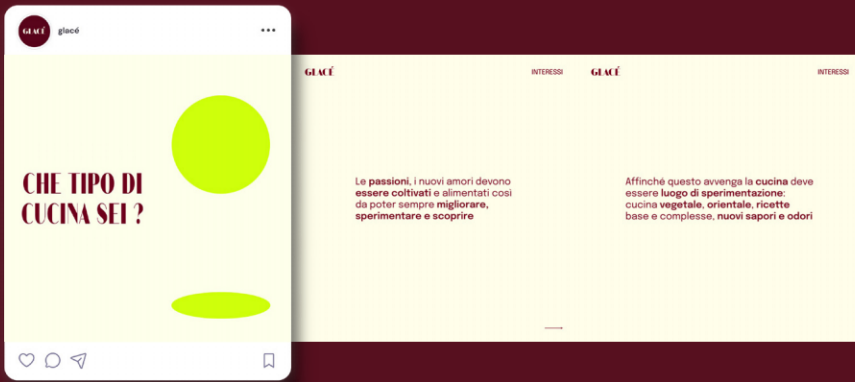 GLACÉ
glacé
CHE TIPO DI
CUCINA SEI ?
GLACÉ
INTERESSI
Le passioni, i nuovi amori devono
essere coltivati e alimentati così
da poter sempre migliorare,
sperimentare e scoprire
GLACÉ
INTERESSI
Affinché questo avvenga la cucina deve
essere luogo di sperimentazione:
cucina vegetale, orientale, ricette
base e complesse, nuovi sapori e odori